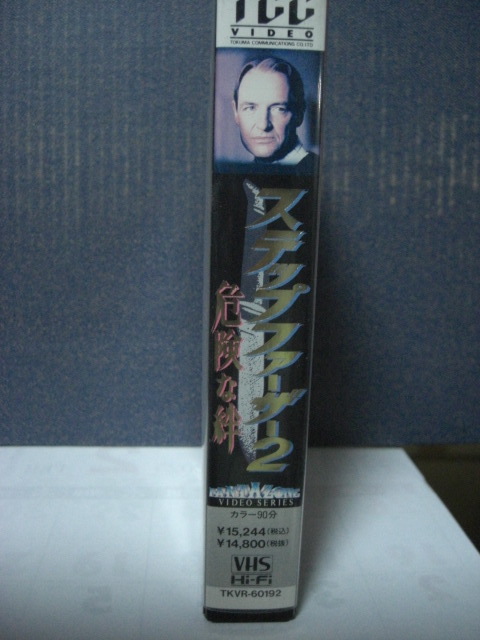 TCC
VIDEO
TOKUMA COMMUNICATIONS CO.LTD
ステップファーザー2
危険な絆
VIDEO SERIES
カラー90分
¥15,244(税込)
¥14,800(税抜)
VHS
Hi-Fi
TKVR-60192